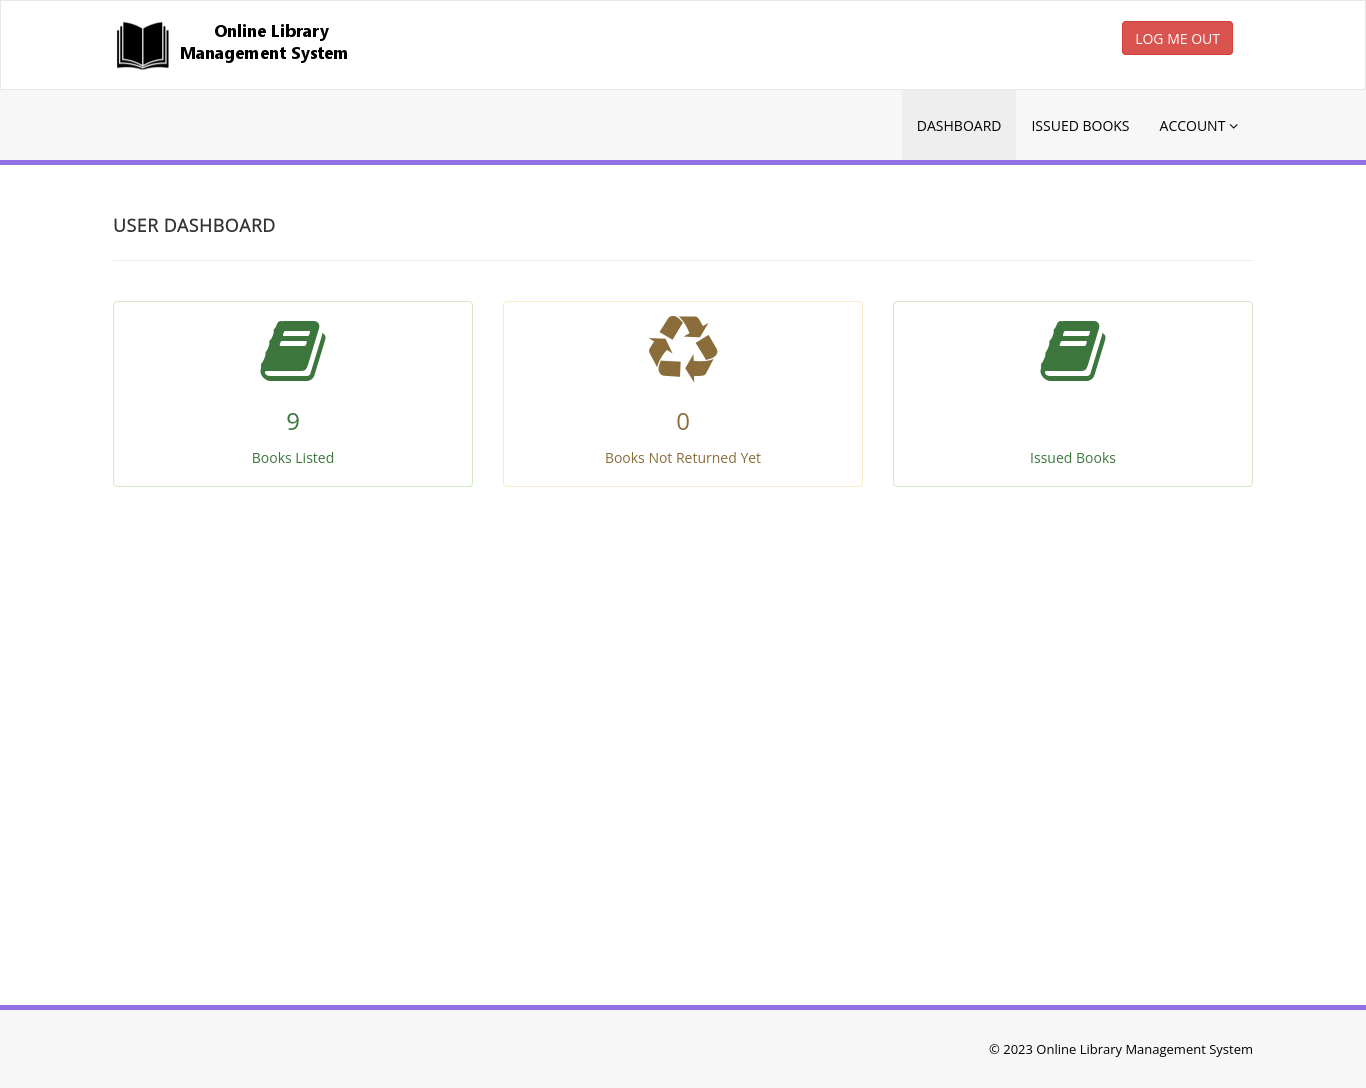 Online Library
Management System
LOG ME OUT
DASHBOARD
ISSUED BOOKS
ACCOUNT
USER DASHBOARD
9
Books Listed
0
Books Not Returned Yet
Issued Books
© 2023 Online Library Management System